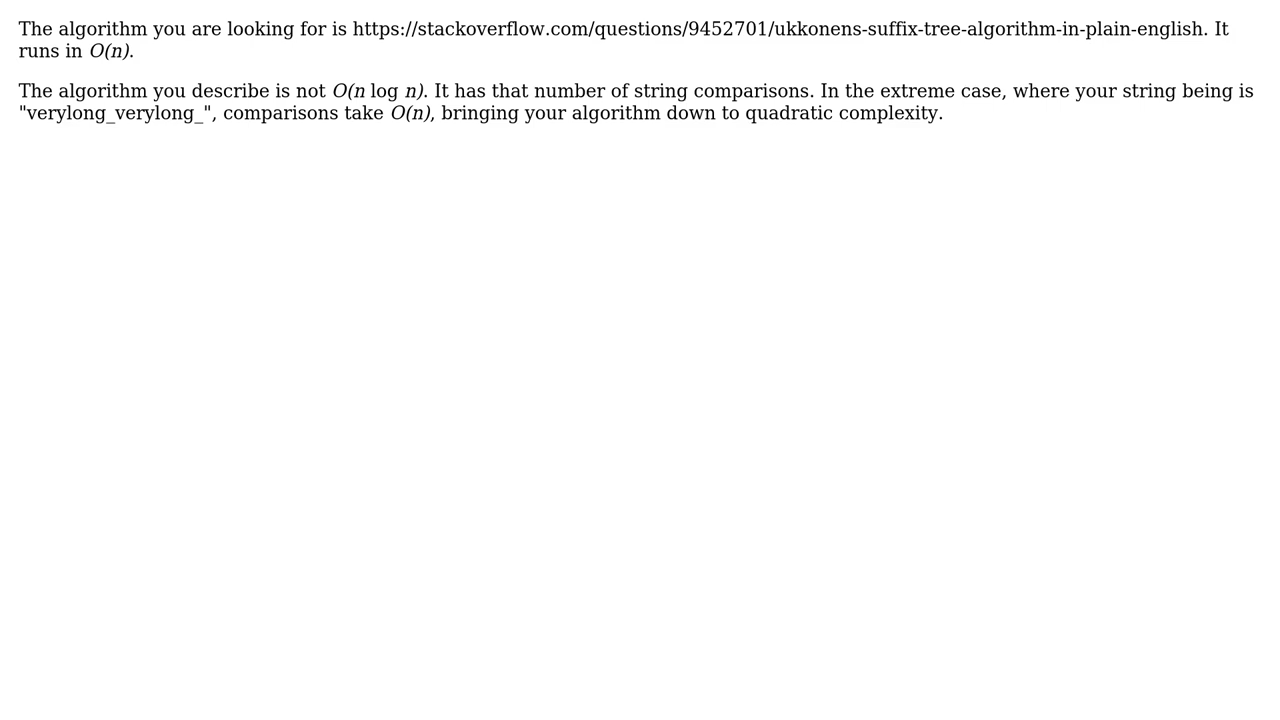 The algorithm you are looking for is https://stackoverflow.com/questions/9452701/ukkonens-suffix-tree-algorithm-in-plain-english. It
runs in O(n).
The algorithm you describe is not O(n log n). It has that number of string comparisons. In the extreme case, where your string being is
"verylong_verylong_", comparisons take O(n), bringing your algorithm down to quadratic complexity.